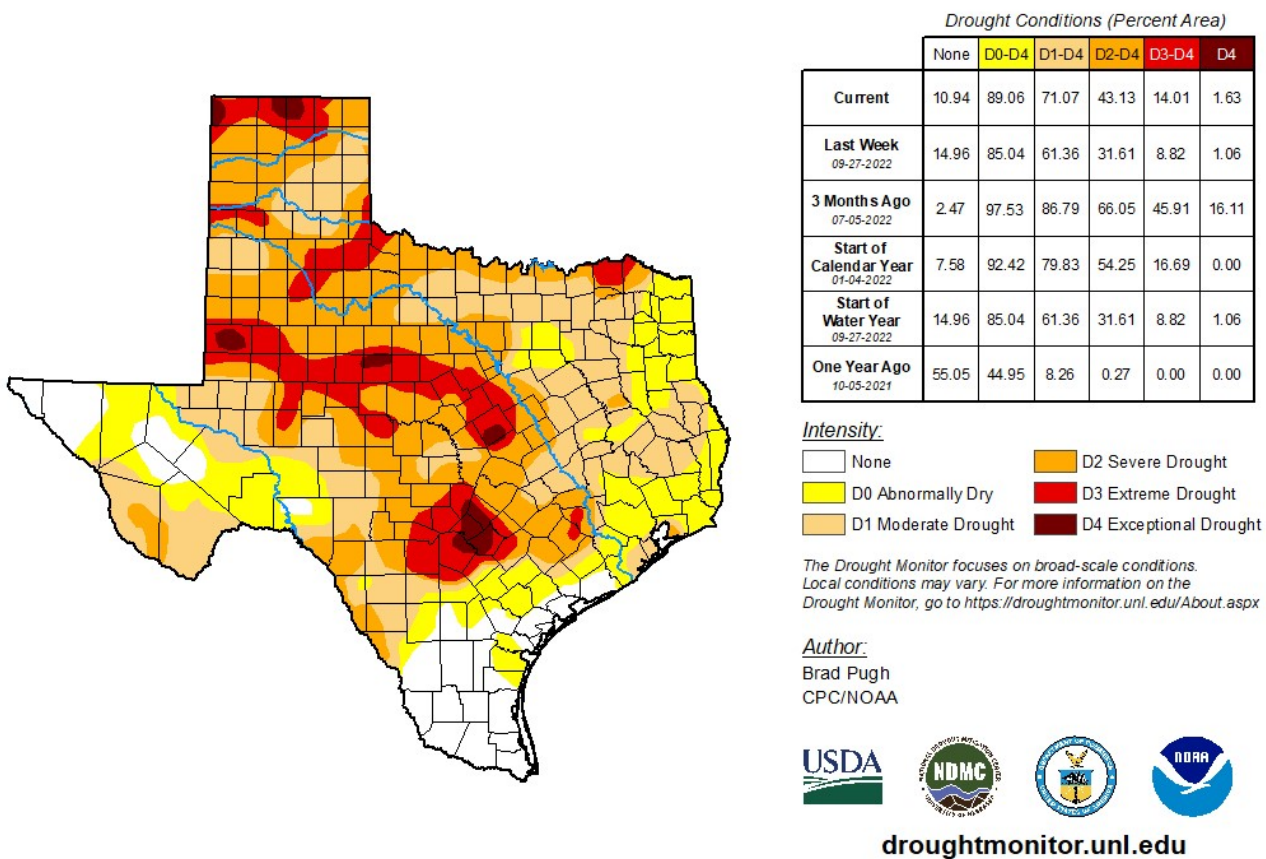 Drought Conditions (Percent Area)
None D0-D4 D1-D4 D2-D4 D3-D4 D4
Current 10.94 89.06 71.07 43.13 14.01 1.63
Last Week
09-27-2022 14.96 85.04 61.36 31.61 8.82 1.06
3 Months Ago
07-05-2022 2.47 97.53 86.79 66.05 45.91 16.11
Start of
Calendar Year
01-04-2022 7.58 92.42 79.83 54.25 16.69 0.00
Start of
Water Year
09-27-2022 14.96 85.04 61.36 31.61 8.82 1.06
One Year Ago
10-05-2021 55.05 44.95 8.26 0.27 0.00 0.00
Intensity:
None
D0 Abnormally Dry
D1 Moderate Drought
D2 Severe Drought
D3 Extreme Drought
D4 Exceptional Drought
The Drought Monitor focuses on broad-scale conditions.
Local conditions may vary. For more information on the
Drought Monitor, go to https://droughtmonitor.unl.edu/About.aspx
Author:
Brad Pugh
CPC/NOAA
USDA
NDMC
NOAA
droughtmonitor.unl.edu